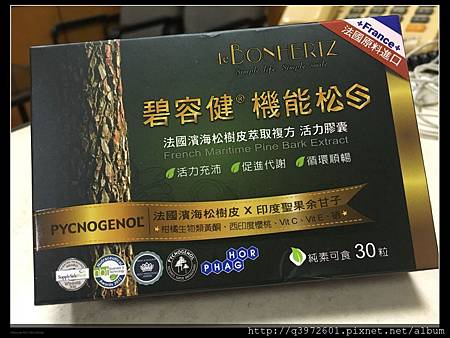 ✦France✦
法國原料進口
le BONHERTZ
Simple life. Simple smile
碧容健® 機能松
法國濱海松樹皮萃取複方 活力膠囊
French Maritime Pine Bark Extract
活力充沛 促進代謝 循環順暢
PYCNOGENOL®
法國濱海松樹皮 X 印度聖果余甘子
柑橘生物類黃酮、西印度櫻桃、Vit C、Vit E、硒
PYCNOGENOL
HOR
PHAG
純素可食 30粒
http://q3972601.pixnet.net/album